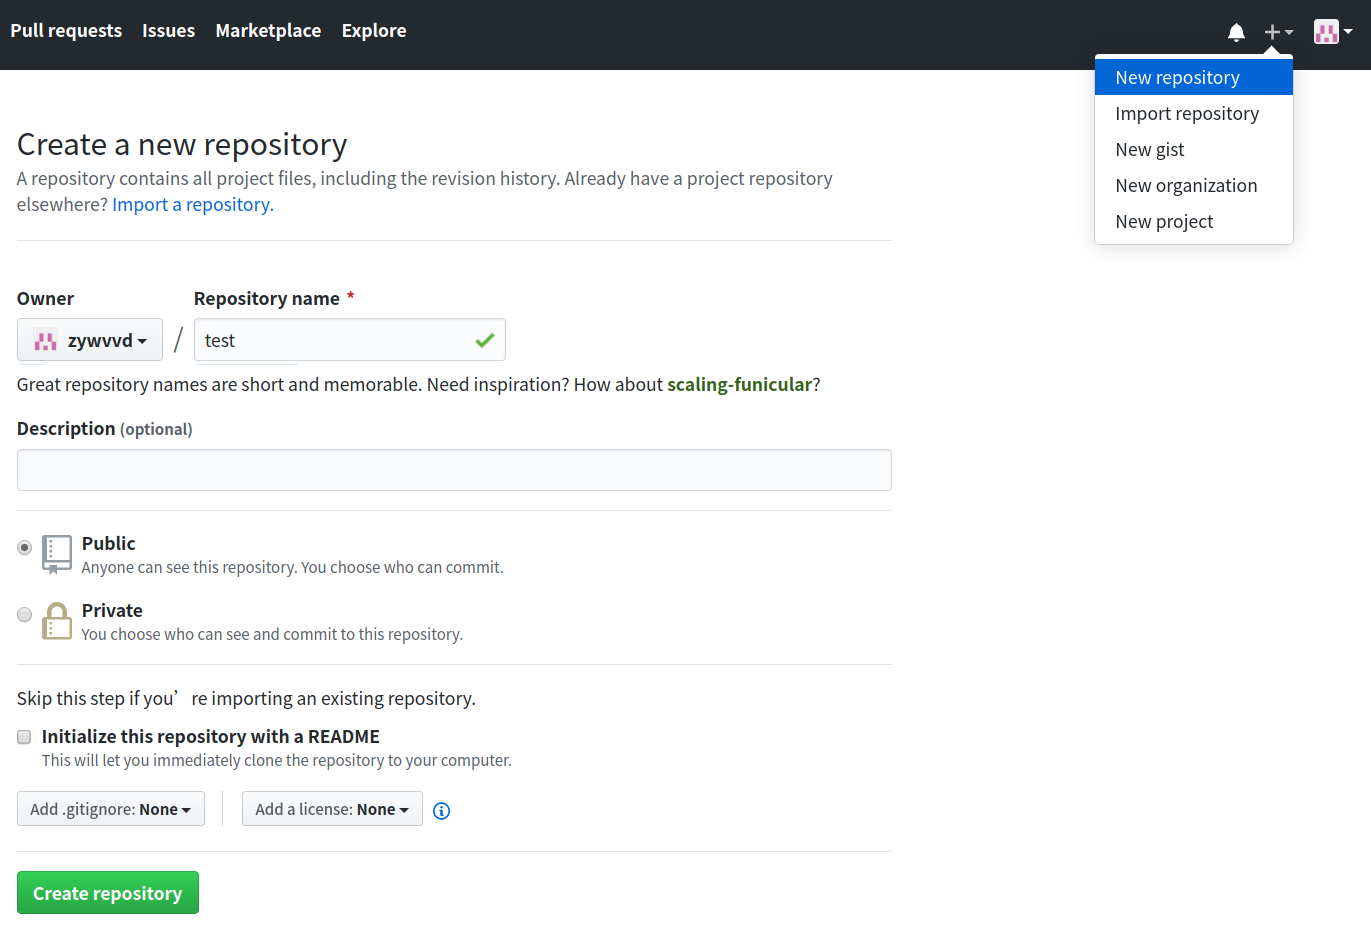 Pull requests Issues Marketplace Explore
New repository
Import repository
New gist
New organization
New project
Create a new repository
A repository contains all project files, including the revision history. Already have a project repository
elsewhere? Import a repository.
Owner Repository name *
zywvvd / test
Great repository names are short and memorable. Need inspiration? How about scaling-funicular?
Description (optional)
Public
Anyone can see this repository. You choose who can commit.
Private
You choose who can see and commit to this repository.
Skip this step if you’re importing an existing repository.
Initialize this repository with a README
This will let you immediately clone the repository to your computer.
Add .gitignore: None Add a license: None
Create repository